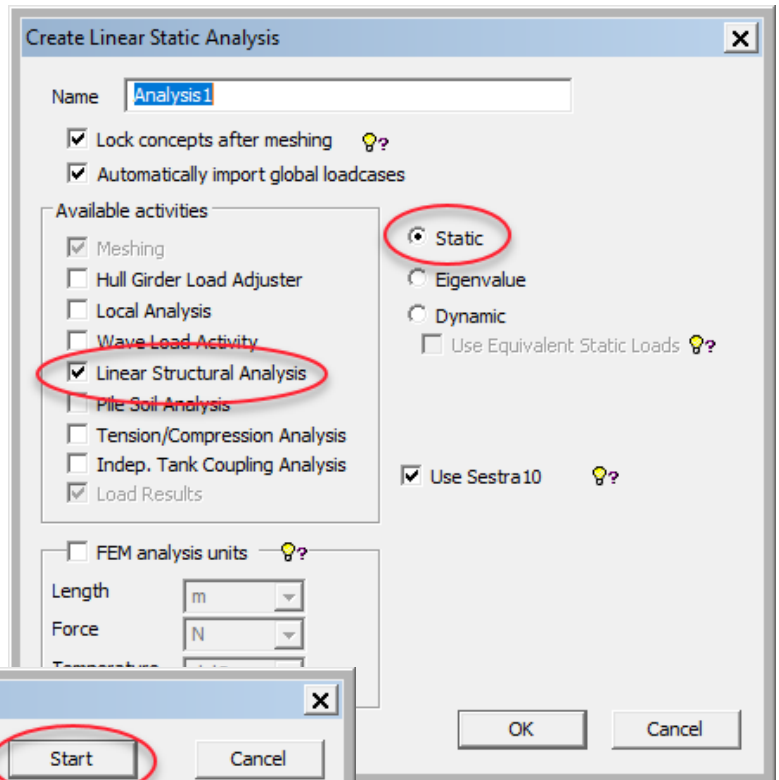 Create Linear Static Analysis
Name Analysis1
Lock concepts after meshing
Automatically import global loadcases
Available activities
Meshing
Hull Girder Load Adjuster
Local Analysis
Wave Load Activity
Linear Structural Analysis
Pile Soil Analysis
Tension/Compression Analysis
Indep. Tank Coupling Analysis
Load Results
Static
Eigenvalue
Dynamic
Use Equivalent Static Loads
Use Sestra10
FEM analysis units
Length m
Force N
Temperature
OK Cancel
Start Cancel